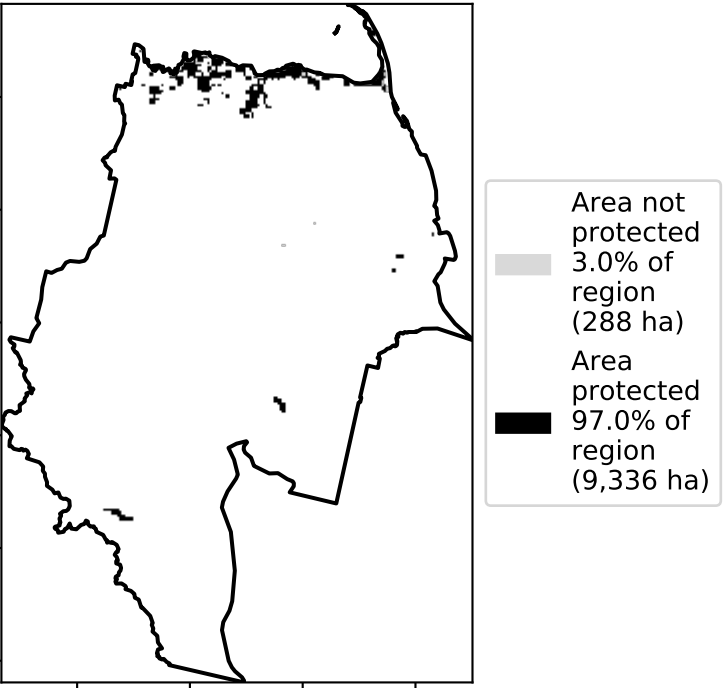 Area not
protected
3.0% of
region
(288 ha)
Area
protected
97.0% of
region
(9,336 ha)